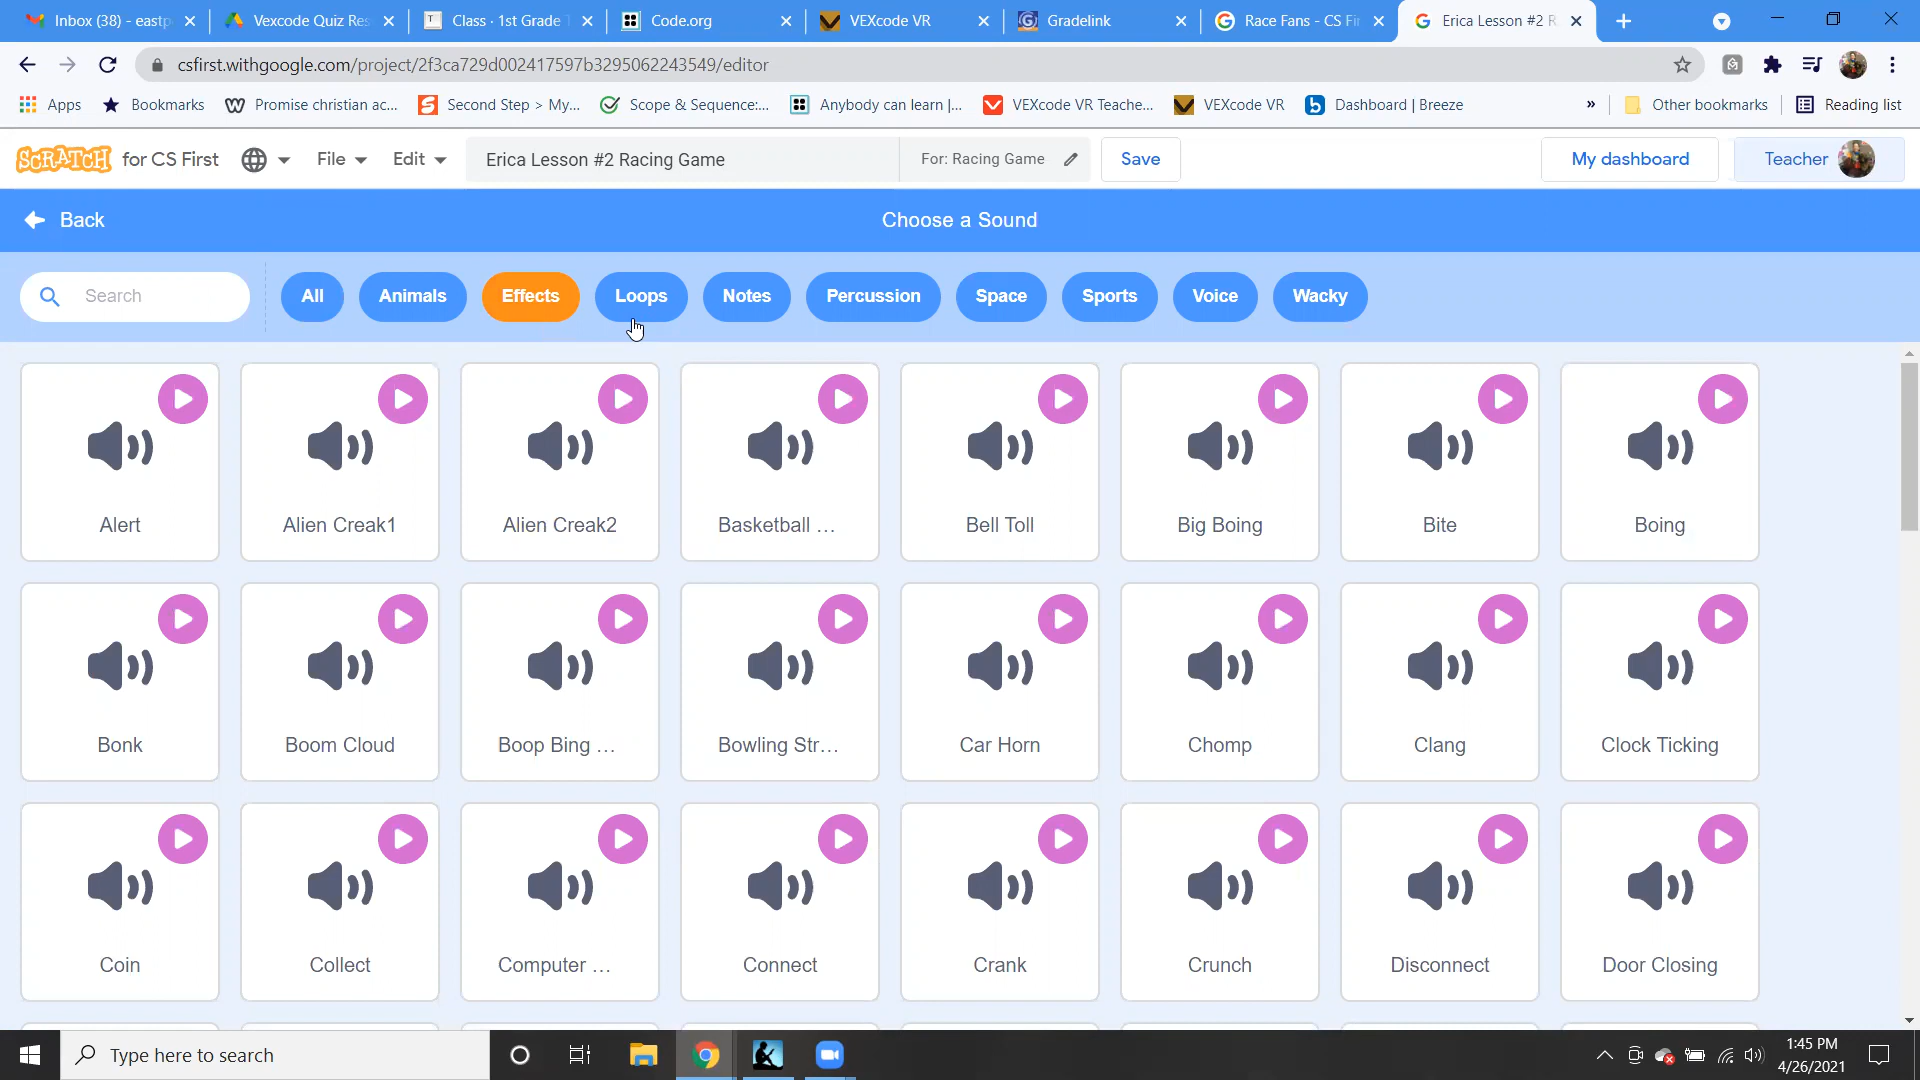 Inbox (38) - eastp
Vexcode Quiz Res
Class · 1st Grade T
Code.org
VEXcode VR
Gradelink
Race Fans - CS Fir
Erica Lesson #2 R
csfirst.withgoogle.com/project/2f3ca729d002417597b3295062243549/editor
Apps
Bookmarks
Promise christian ac...
Second Step > My...
Scope & Sequence:...
Anybody can learn |...
VEXcode VR Teache...
VEXcode VR
Dashboard | Breeze
»
Other bookmarks
Reading list
SCRATCH for CS First
File
Edit
Erica Lesson #2 Racing Game
For: Racing Game
Save
My dashboard
Teacher
Back
Choose a Sound
Search
All
Animals
Effects
Loops
Notes
Percussion
Space
Sports
Voice
Wacky
Alert
Alien Creak1
Alien Creak2
Basketball ...
Bell Toll
Big Boing
Bite
Boing
Bonk
Boom Cloud
Boop Bing ...
Bowling Str...
Car Horn
Chomp
Clang
Clock Ticking
Coin
Collect
Computer ...
Connect
Crank
Crunch
Disconnect
Door Closing
Type here to search
1:45 PM
4/26/2021